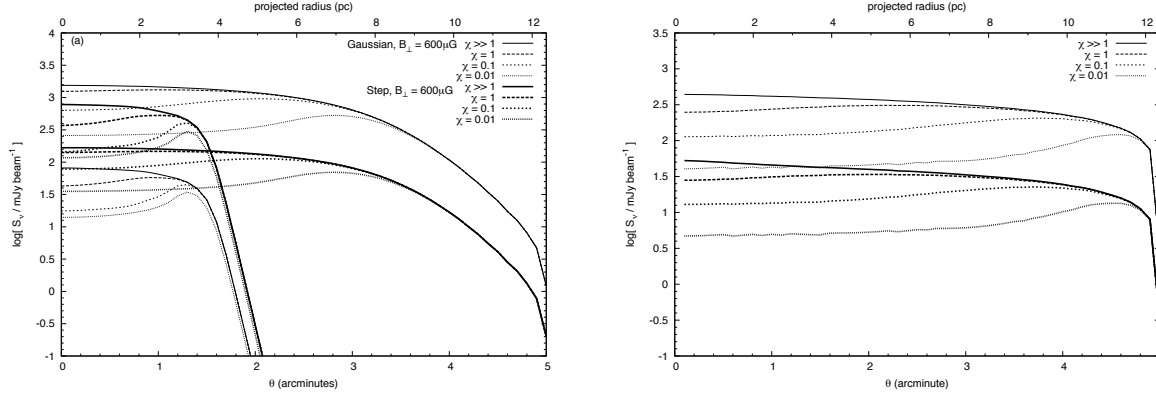 projected radius (pc)
0 2 4 6 8 10 12
(a)
Gaussian, B⊥ = 600μG χ >> 1
χ = 1
χ = 0.1
χ = 0.01
Step, B⊥ = 600μG χ >> 1
χ = 1
χ = 0.1
χ = 0.01
log[ Sν / mJy beam-1]
4
3.5
3
2.5
2
1.5
1
0.5
0
-0.5
-1
0 1 2 3 4 5
θ (arcminutes)
projected radius (pc)
0 2 4 6 8 10 12
χ >> 1
χ = 1
χ = 0.1
χ = 0.01
log[ Sν / mJy beam-1]
3.5
3
2.5
2
1.5
1
0.5
0
-0.5
-1
0 1 2 3 4
θ (arcminute)